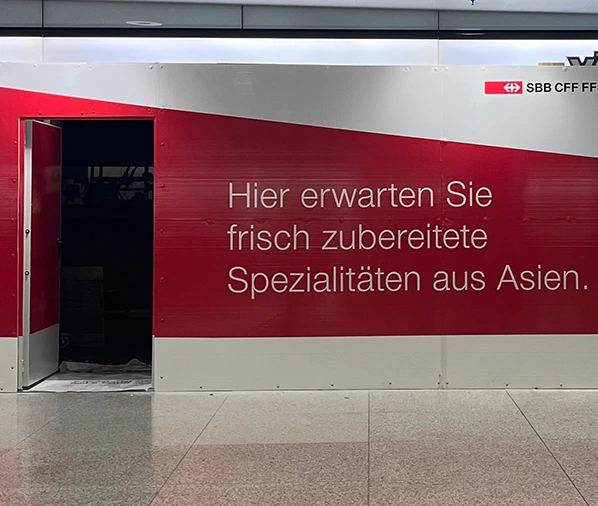 SBB CFF FF
Hier erwarten Sie
frisch zubereitete
Spezialitäten aus Asien.